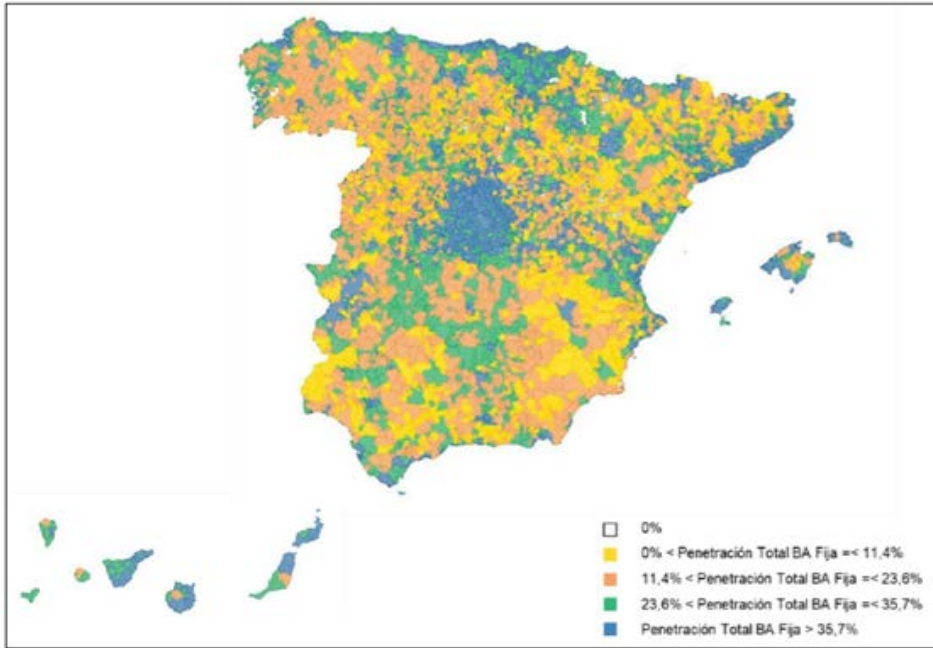 0%
0% < Penetración Total BA Fija =< 11,4%
11,4% < Penetración Total BA Fija =< 23,6%
23,6% < Penetración Total BA Fija =< 35,7%
Penetración Total BA Fija > 35,7%